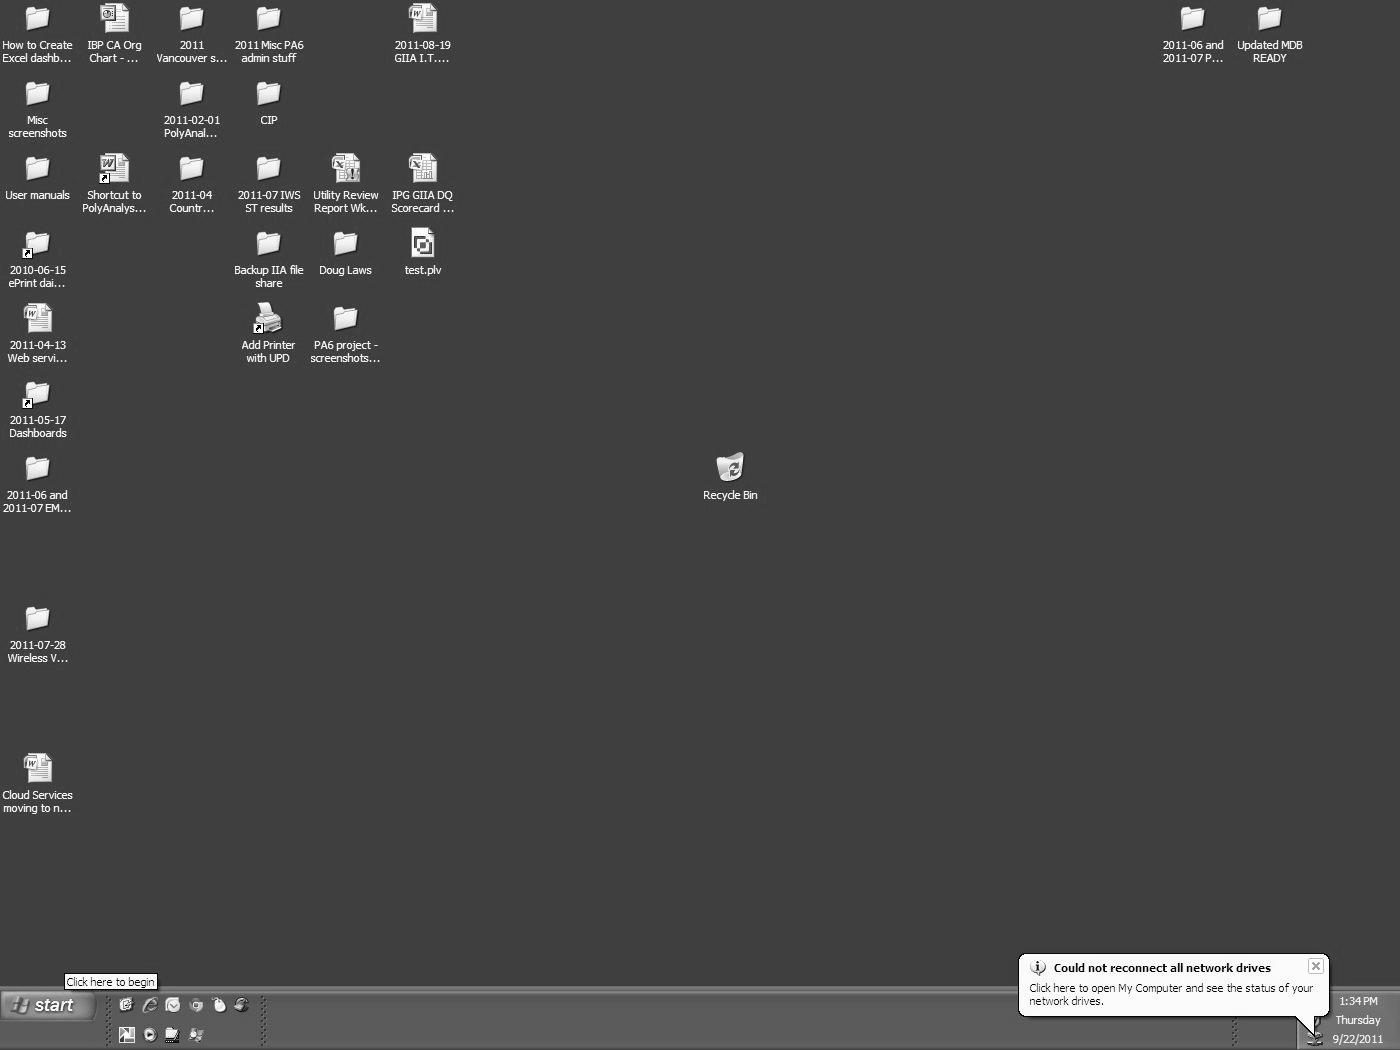 How to Create
Excel dashb...
IBP CA Org
Chart - ...
2011
Vancouver s...
2011 Misc PA6
admin stuff
2011-08-19
GIIA I.T....
2011-06 and
2011-07 P...
Updated MDB
READY
Misc
screenshots
2011-02-01
PolyAnal...
CIP
User manuals
Shortcut to
PolyAnalys...
2011-04
Countr...
2011-07 IWS
ST results
Utility Review
Report Wk...
IPG GIIA DQ
Scorecard ...
2010-06-15
ePrint dai...
Backup IIA file
share
Doug Laws
test.plv
2011-04-13
Web servi...
Add Printer
with UPD
PA6 project -
screenshots...
2011-05-17
Dashboards
2011-06 and
2011-07 EM...
Recycle Bin
2011-07-28
Wireless V...
Cloud Services
moving to n...
Could not reconnect all network drives
Click here to open My Computer and see the status of your
network drives.
Click here to begin
start
1:34 PM
Thursday
9/22/2011